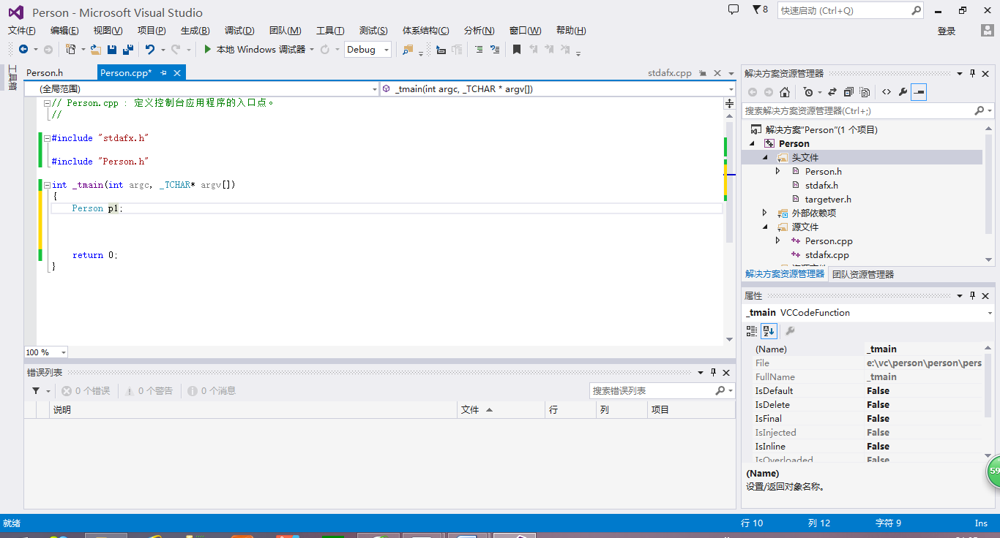 Person - Microsoft Visual Studio
8
快速启动 (Ctrl+Q)
文件(F) 编辑(E) 视图(V) 项目(P) 生成(B) 调试(D) 团队(M) 工具(T) 测试(S) 体系结构(C) 分析(N) 窗口(W) 帮助(H)
登录
本地 Windows 调试器
Debug
工具箱
Person.h Person.cpp* stdafx.cpp
(全局范围) _tmain(int argc, _TCHAR * argv[])
// Person.cpp : 定义控制台应用程序的入口点。
//
#include "stdafx.h"
#include "Person.h"
int _tmain(int argc, _TCHAR* argv[])
{
Person p1;
return 0;
}
100 %
错误列表
0 个错误 0 个警告 0 个消息
搜索错误列表
说明 文件 行 列 项目
解决方案资源管理器
搜索解决方案资源管理器(Ctrl+;)
解决方案"Person"(1 个项目)
Person
头文件
Person.h
stdafx.h
targetver.h
外部依赖项
源文件
Person.cpp
stdafx.cpp
解决方案资源管理器 团队资源管理器
属性
_tmain VCCodeFunction
(Name) _tmain
File e:\vc\person\person\pers
FullName _tmain
IsDefault False
IsDelete False
IsFinal False
IsInjected False
IsInline False
IsOverloaded False
(Name)
设置/返回对象名称。
59
就绪 行 10 列 12 字符 9 Ins